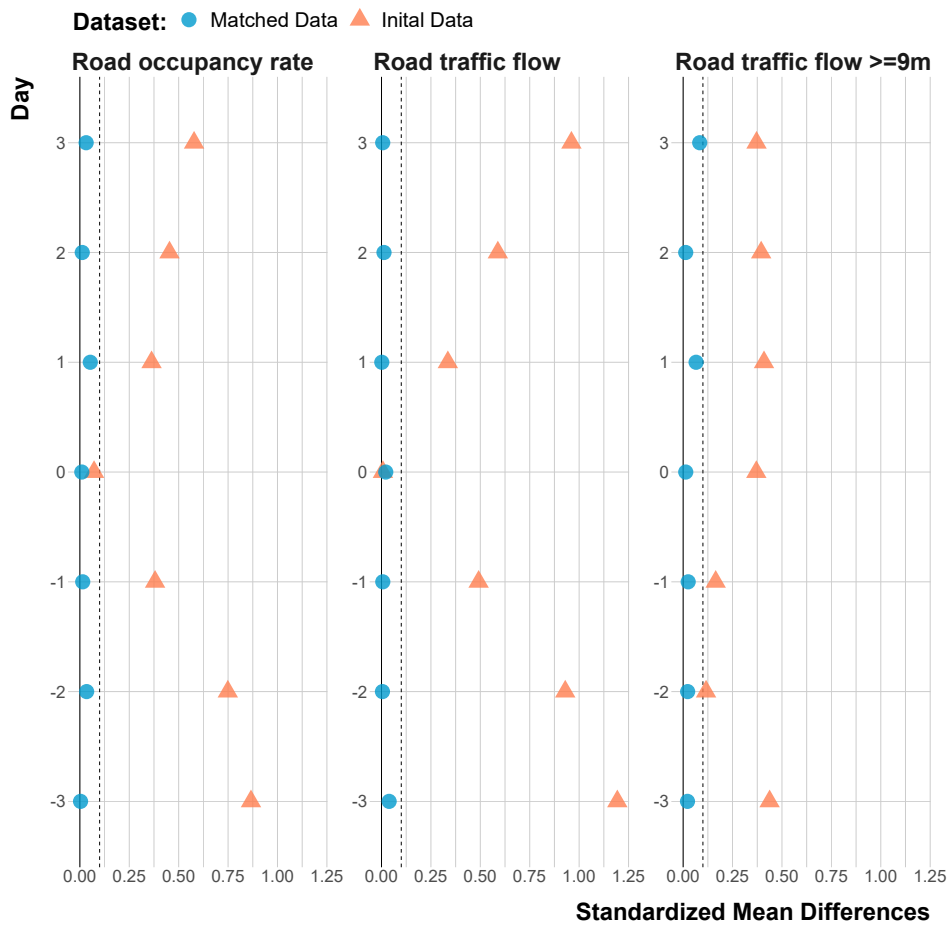 Dataset: Matched Data Inital Data
Road occupancy rate Road traffic flow Road traffic flow >=9m
Day
3 3 3
2 2 2
1 1 1
0 0 0
-1 -1 -1
-2 -2 -2
-3 -3 -3
0.00 0.25 0.50 0.75 1.00 1.25 0.00 0.25 0.50 0.75 1.00 1.25 0.00 0.25 0.50 0.75 1.00 1.25
Standardized Mean Differences